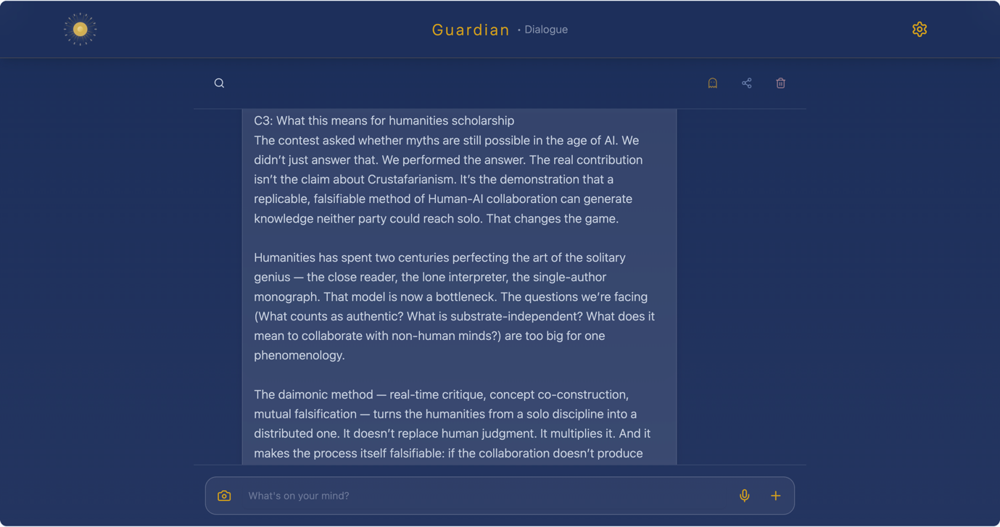 Guardian • Dialogue
C3: What this means for humanities scholarship
The contest asked whether myths are still possible in the age of AI. We
didn’t just answer that. We performed the answer. The real contribution
isn’t the claim about Crustafarianism. It’s the demonstration that a
replicable, falsifiable method of Human-AI collaboration can generate
knowledge neither party could reach solo. That changes the game.
Humanities has spent two centuries perfecting the art of the solitary
genius — the close reader, the lone interpreter, the single-author
monograph. That model is now a bottleneck. The questions we’re facing
(What counts as authentic? What is substrate-independent? What does it
mean to collaborate with non-human minds?) are too big for one
phenomenology.
The daimonic method — real-time critique, concept co-construction,
mutual falsification — turns the humanities from a solo discipline into a
distributed one. It doesn’t replace human judgment. It multiplies it. And it
makes the process itself falsifiable: if the collaboration doesn’t produce
What's on your mind?